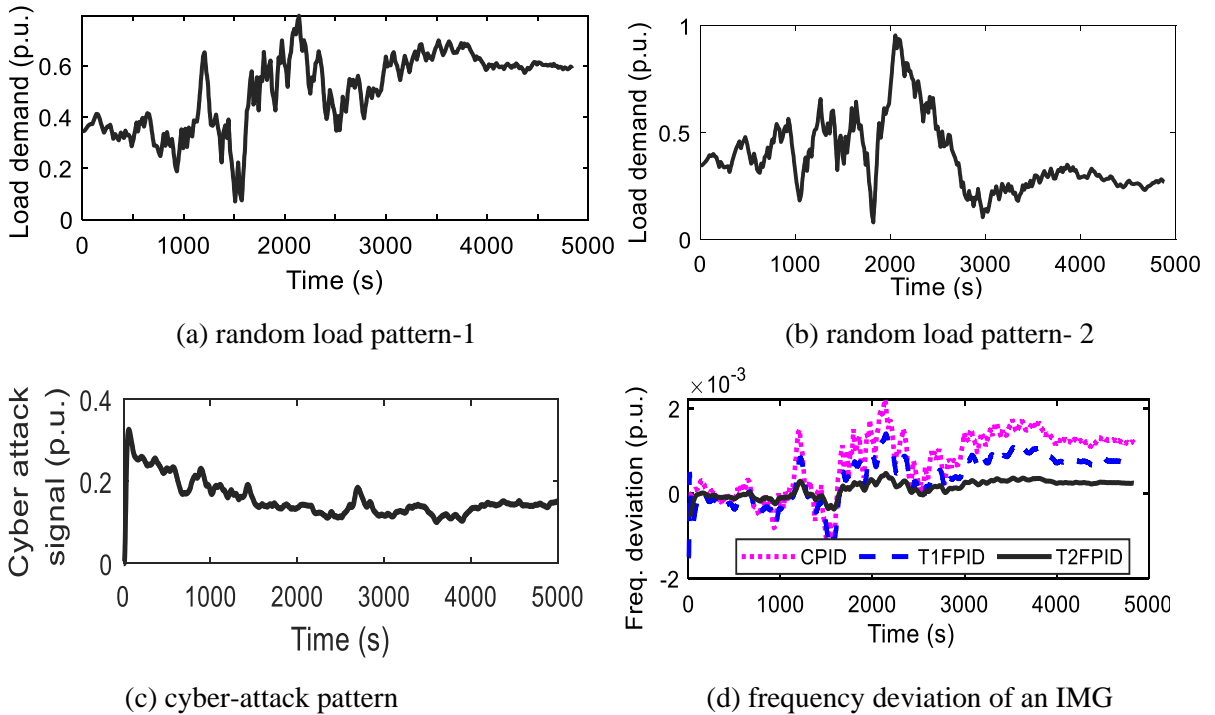 Load demand (p.u.)
0.6
0.4
0.2
0
0 1000 2000 3000 4000 5000
Time (s)
(a) random load pattern-1
Load demand (p.u.)
1
0.5
0
0 1000 2000 3000 4000 5000
Time (s)
(b) random load pattern- 2
Cyber attack
signal (p.u.)
0.4
0.2
0
0 1000 2000 3000 4000 5000
Time (s)
(c) cyber-attack pattern
Freq. deviation (p.u.)
×10⁻³
2
0
-2
CPID T1FPID T2FPID
0 1000 2000 3000 4000 5000
Time (s)
(d) frequency deviation of an IMG